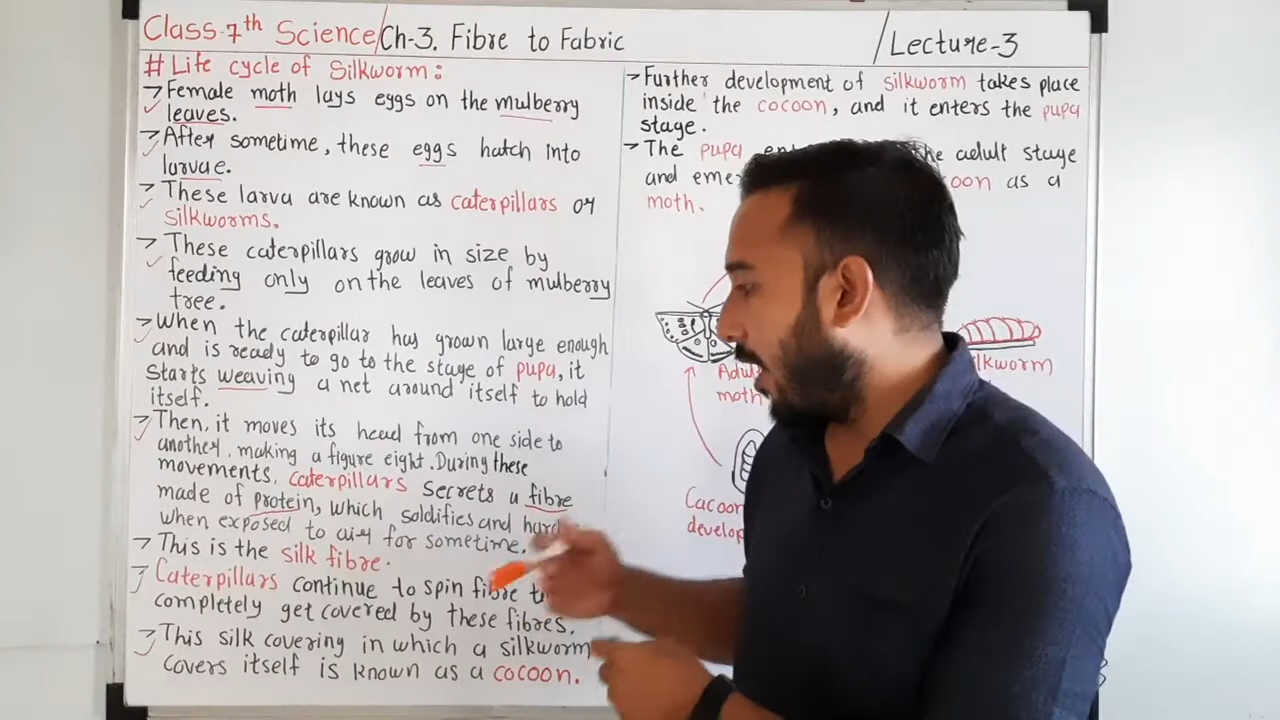 Class-7th Science/Ch-3. Fibre to Fabric /Lecture-3
# Life cycle of Silkworm:
→ Female moth lays eggs on the mulberry
leaves.
→ After sometime, these eggs hatch into
larvae.
→ These larva are known as caterpillars or
silkworms.
→ These caterpillars grow in size by
feeding only on the leaves of mulberry
tree.
→ When the caterpillar has grown large enough
and is ready to go to the stage of pupa, it
starts weaving a net around itself to hold
itself.
→ Then, it moves its head from one side to
another, making a figure eight. During these
movements, caterpillars secrets a fibre
made of protein, which soldifies and
when exposed to air for sometime.
→ This is the silk fibre.
→ Caterpillars continue to spin fibre
completely get covered by these fibres.
→ This silk covering in which a silkworm
covers itself is known as a cocoon.
→ Further development of silkworm takes place
inside the cocoon, and it enters the pupa
stage.
→ The pupa the adult stage
and as a
moth.
moth